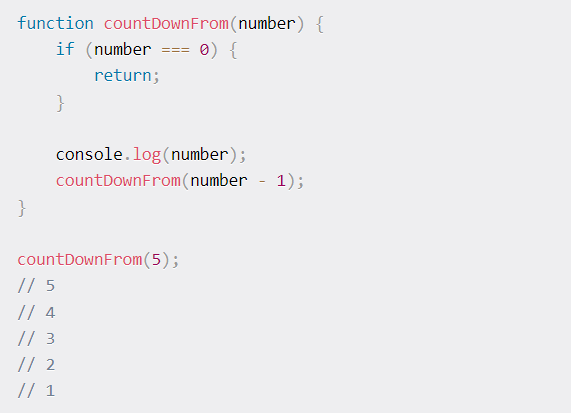 function countDownFrom(number) {
    if (number === 0) {
        return;
    }

    console.log(number);
    countDownFrom(number - 1);
}

countDownFrom(5);
// 5
// 4
// 3
// 2
// 1